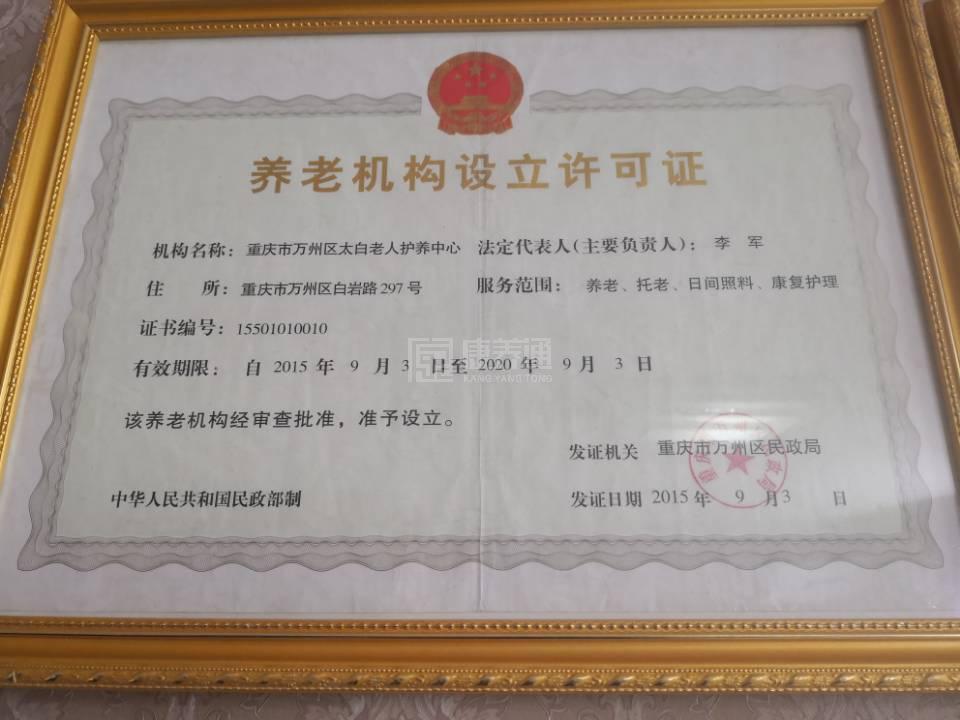 养老机构设立许可证
机构名称：重庆市万州区太白老人护养中心 法定代表人(主要负责人)：李 军
住 所：重庆市万州区白岩路297号 服务范围：养老、托老、日间照料、康复护理
证书编号：15501010010
有效期限：自 2015 年 9 月 3 日至 2020 年 9 月 3 日
康养通
KANG YANG TONG
该养老机构经审查批准，准予设立。
发证机关 重庆市万州区民政局
中华人民共和国民政部制 发证日期 2015 年 9 月 3 日